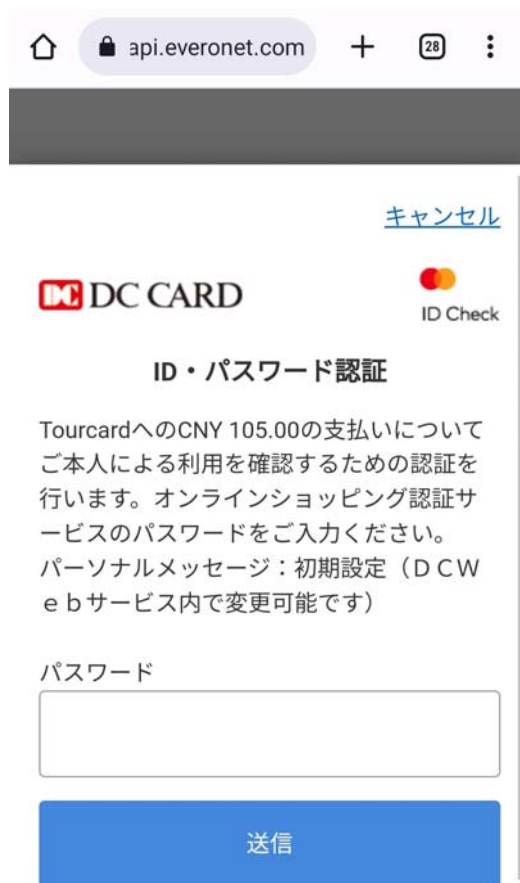 api.everonet.com
28
キャンセル
DC DC CARD
ID Check
ID・パスワード認証
TourcardへのCNY 105.00の支払いについて
ご本人による利用を確認するための認証を
行います。オンラインショッピング認証サ
ービスのパスワードをご入力ください。
パーソナルメッセージ：初期設定（ＤＣＷ
ｅｂサービス内で変更可能です）
パスワード
送信